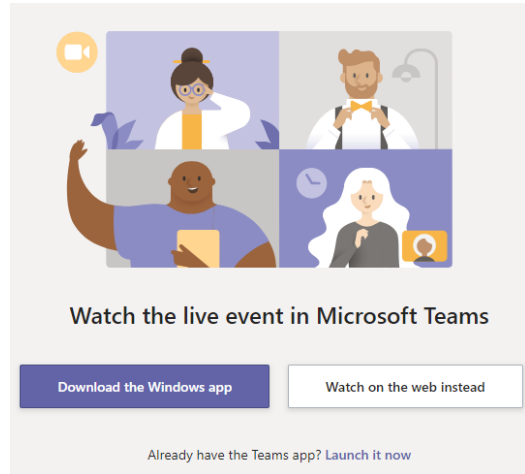 Watch the live event in Microsoft Teams
Download the Windows app
Watch on the web instead
Already have the Teams app? Launch it now